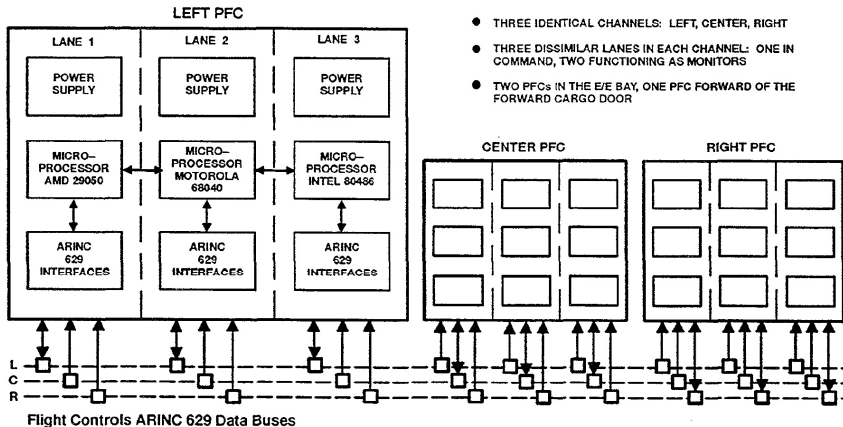 LEFT PFC
LANE 1
LANE 2
LANE 3
POWER
SUPPLY
POWER
SUPPLY
POWER
SUPPLY
MICRO–
PROCESSOR
AMD 29050
MICRO–
PROCESSOR
MOTOROLA
68040
MICRO–
PROCESSOR
INTEL 80486
ARINC
629
INTERFACES
ARINC
629
INTERFACES
ARINC
629
INTERFACES
● THREE IDENTICAL CHANNELS: LEFT, CENTER, RIGHT
● THREE DISSIMILAR LANES IN EACH CHANNEL: ONE IN
COMMAND, TWO FUNCTIONING AS MONITORS
● TWO PFCs IN THE E/E BAY, ONE PFC FORWARD OF THE
FORWARD CARGO DOOR
CENTER PFC
RIGHT PFC
L
C
R
Flight Controls ARINC 629 Data Buses